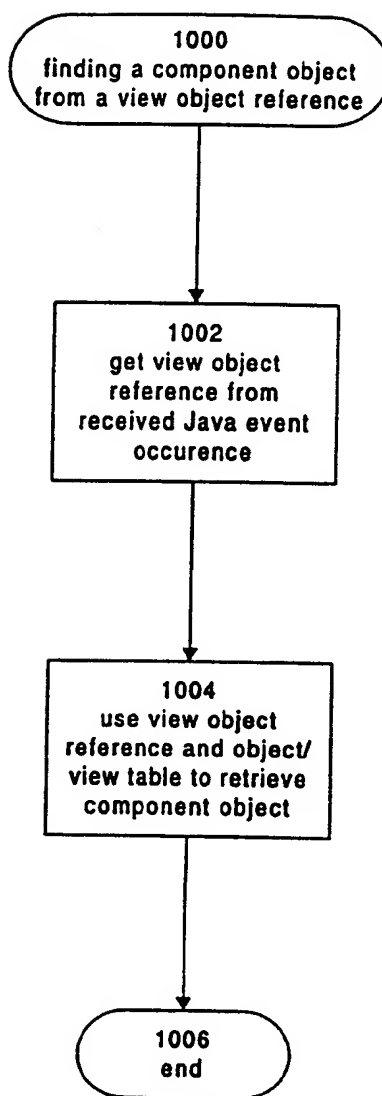 1000
finding a component object
from a view object reference
1002
get view object
reference from
received Java event
occurence
1004
use view object
reference and object/
view table to retrieve
component object
1006
end